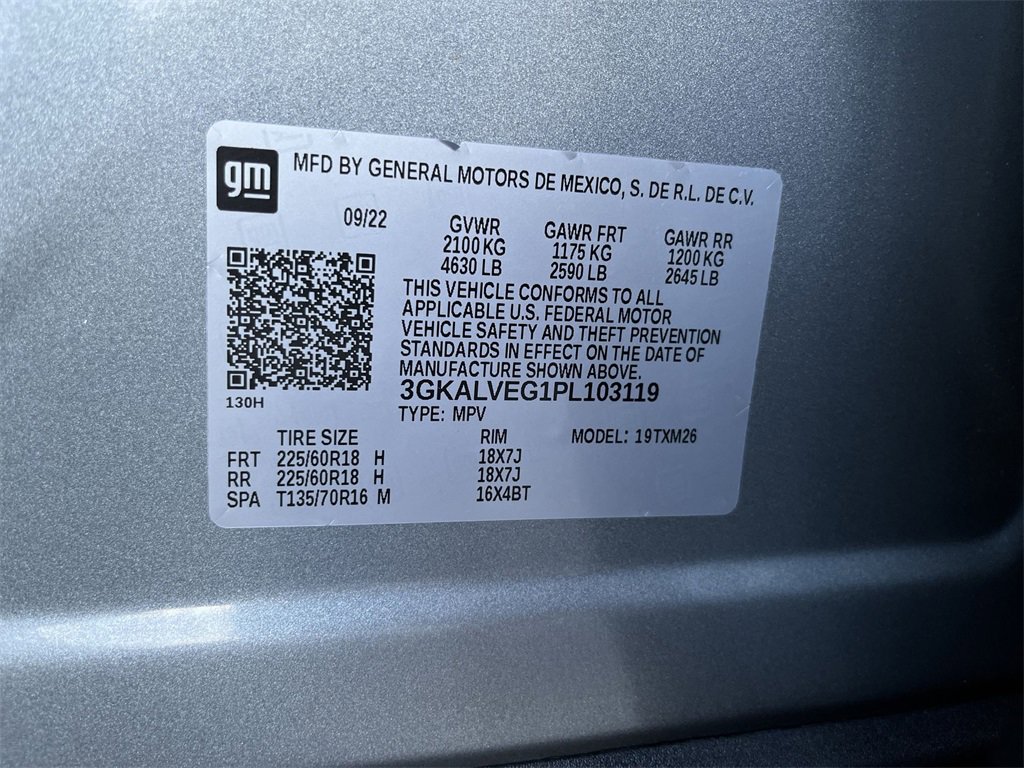 gm
MFD BY GENERAL MOTORS DE MEXICO, S. DE R.L. DE C.V.
09/22 GVWR GAWR FRT GAWR RR
2100 KG 1175 KG 1200 KG
4630 LB 2590 LB 2645 LB
THIS VEHICLE CONFORMS TO ALL
APPLICABLE U.S. FEDERAL MOTOR
VEHICLE SAFETY AND THEFT PREVENTION
STANDARDS IN EFFECT ON THE DATE OF
MANUFACTURE SHOWN ABOVE.
3GKALVEG1PL103119
130H
TYPE: MPV
TIRE SIZE RIM MODEL: 19TXM26
FRT 225/60R18 H 18X7J
RR 225/60R18 H 18X7J
SPA T135/70R16 M 16X4BT